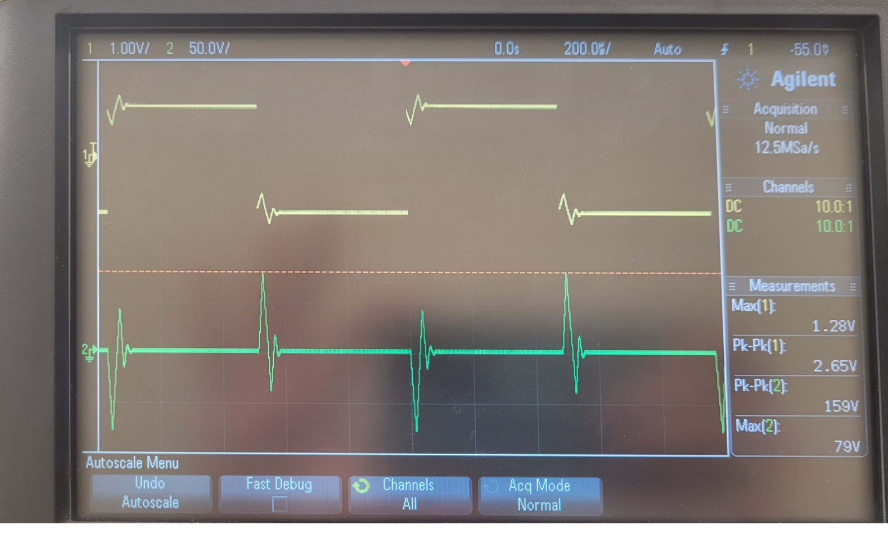 1 1.00V/ 2 50.0V/ 0.0s 200.0%/ Auto 1 -55.0%
Agilent
Acquisition
Normal
12.5MSa/s
Channels
DC 10.0:1
DC 10.0:1
Measurements
Max(1):
1.28V
Pk-Pk(1):
2.65V
Pk-Pk(2):
159V
Max(2):
79V
1
2
Autoscale Menu
Undo
Autoscale
Fast Debug
Channels
All
Acq Mode
Normal